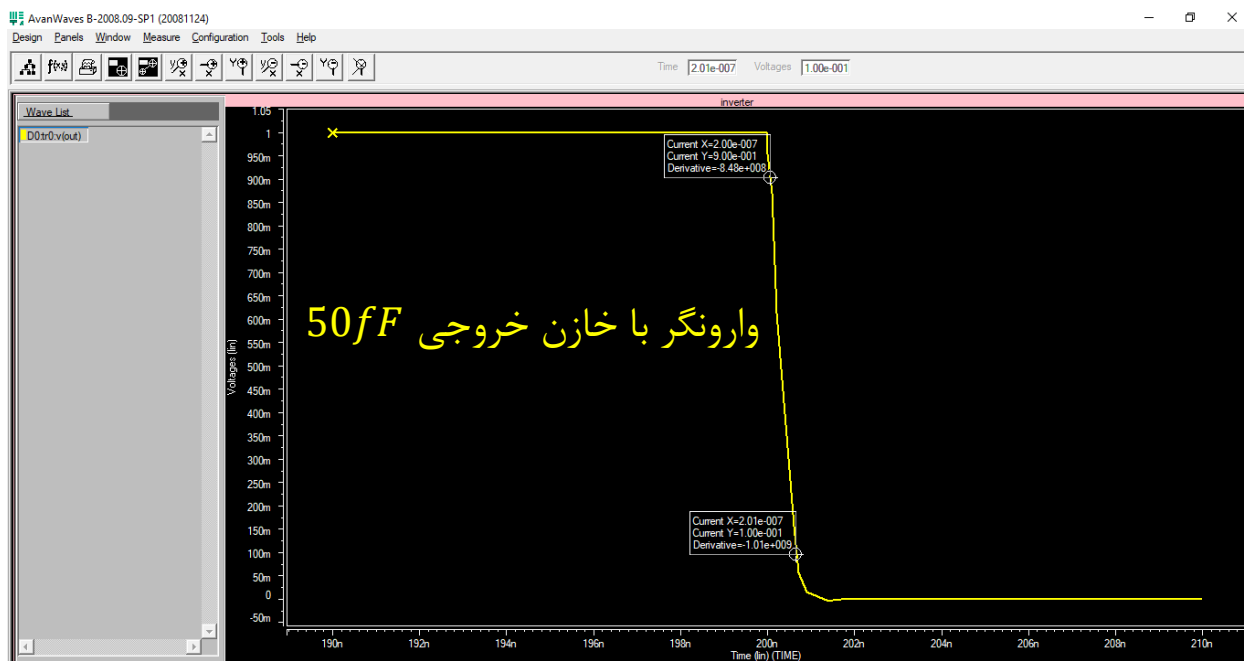 AvanWaves B-2008.09-SP1 (20081124)
Design Panels Window Measure Configuration Tools Help
Time 2.01e-007 Voltages 1.00e-001
Wave List
D0:tr0:v(out)
inverter
1.05
1
950m
900m
850m
800m
750m
700m
650m
600m
550m
500m
450m
400m
350m
300m
250m
200m
150m
100m
50m
0
-50m
Voltages (lin)
Current X=2.00e-007
Current Y=9.00e-001
Derivative=-8.48e+008
وارونگر با خازن خروجی 50fF
Current X=2.01e-007
Current Y=1.00e-001
Derivative=-1.01e+009
190n 192n 194n 196n 198n 200n 202n 204n 206n 208n 210n
Time (lin) (TIME)